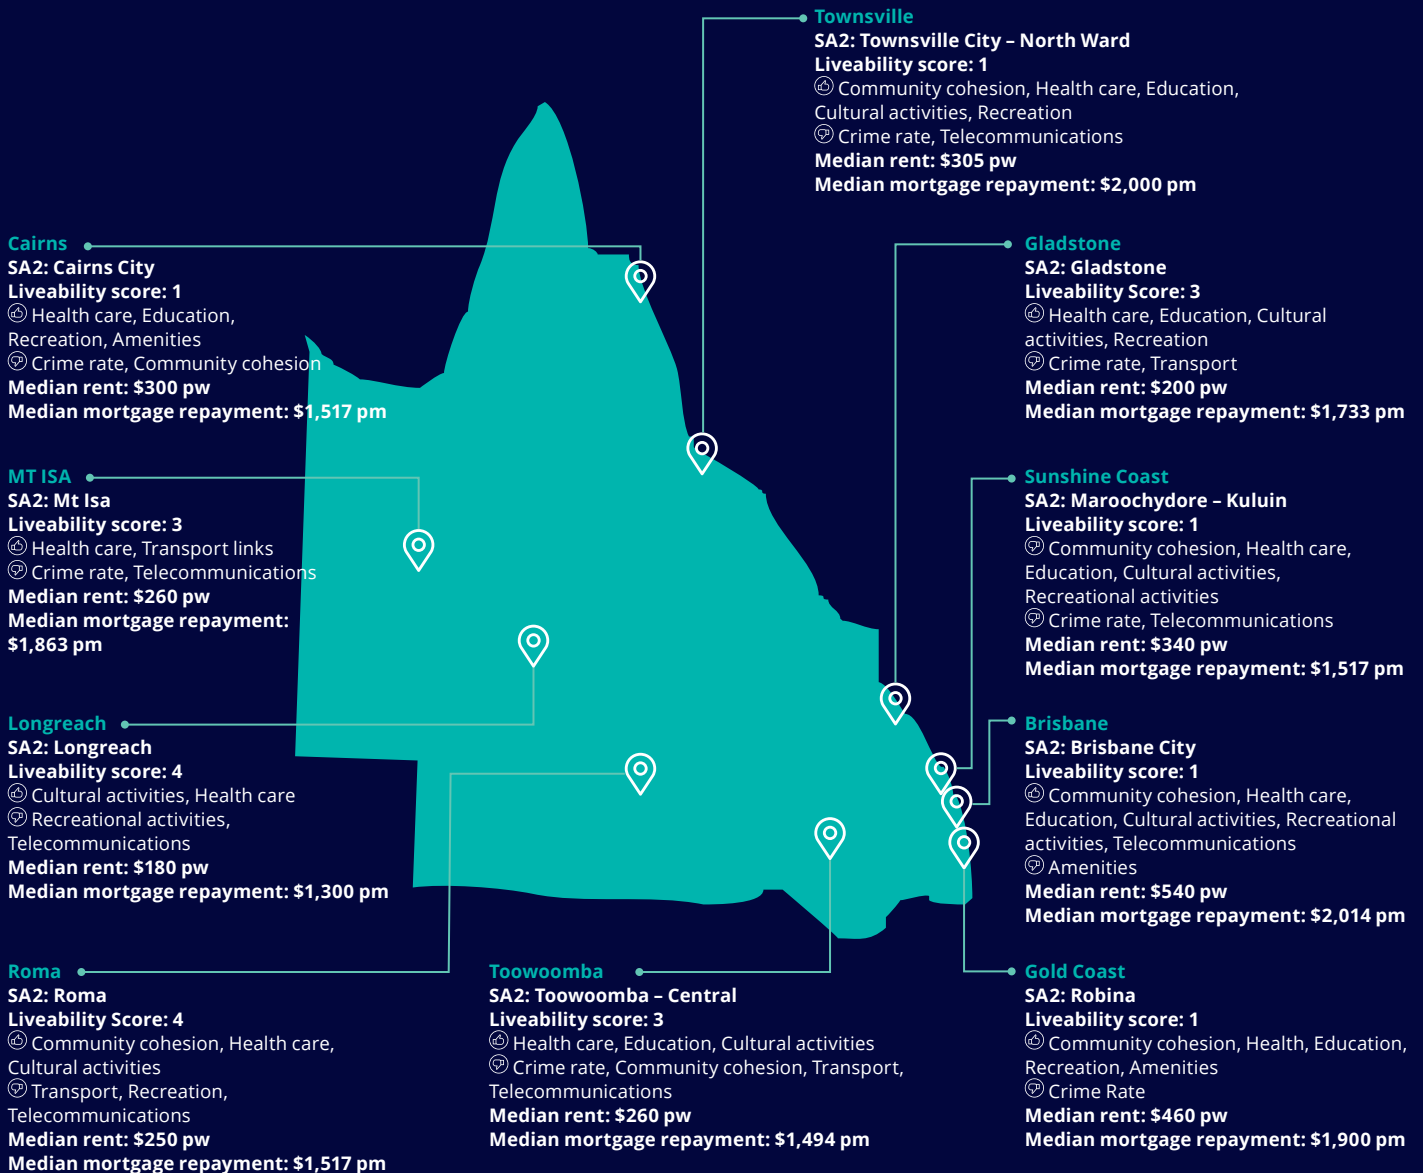 Townsville
SA2: Townsville City – North Ward
Liveability score: 1
Community cohesion, Health care, Education,
Cultural activities, Recreation
Crime rate, Telecommunications
Median rent: $305 pw
Median mortgage repayment: $2,000 pm
Cairns
SA2: Cairns City
Liveability score: 1
Health care, Education,
Recreation, Amenities
Crime rate, Community cohesion
Median rent: $300 pw
Median mortgage repayment: $1,517 pm
Gladstone
SA2: Gladstone
Liveability Score: 3
Health care, Education, Cultural
activities, Recreation
Crime rate, Transport
Median rent: $200 pw
Median mortgage repayment: $1,733 pm
MT ISA
SA2: Mt Isa
Liveability score: 3
Health care, Transport links
Crime rate, Telecommunications
Median rent: $260 pw
Median mortgage repayment:
$1,863 pm
Sunshine Coast
SA2: Maroochydore – Kuluin
Liveability score: 1
Community cohesion, Health care,
Education, Cultural activities,
Recreational activities
Crime rate, Telecommunications
Median rent: $340 pw
Median mortgage repayment: $1,517 pm
Longreach
SA2: Longreach
Liveability score: 4
Cultural activities, Health care
Recreational activities,
Telecommunications
Median rent: $180 pw
Median mortgage repayment: $1,300 pm
Brisbane
SA2: Brisbane City
Liveability score: 1
Community cohesion, Health care,
Education, Cultural activities, Recreational
activities, Telecommunications
Amenities
Median rent: $540 pw
Median mortgage repayment: $2,014 pm
Roma
SA2: Roma
Liveability Score: 4
Community cohesion, Health care,
Cultural activities
Transport, Recreation,
Telecommunications
Median rent: $250 pw
Median mortgage repayment: $1,517 pm
Toowoomba
SA2: Toowoomba – Central
Liveability score: 3
Health care, Education, Cultural activities
Crime rate, Community cohesion, Transport,
Telecommunications
Median rent: $260 pw
Median mortgage repayment: $1,494 pm
Gold Coast
SA2: Robina
Liveability score: 1
Community cohesion, Health, Education,
Recreation, Amenities
Crime Rate
Median rent: $460 pw
Median mortgage repayment: $1,900 pm